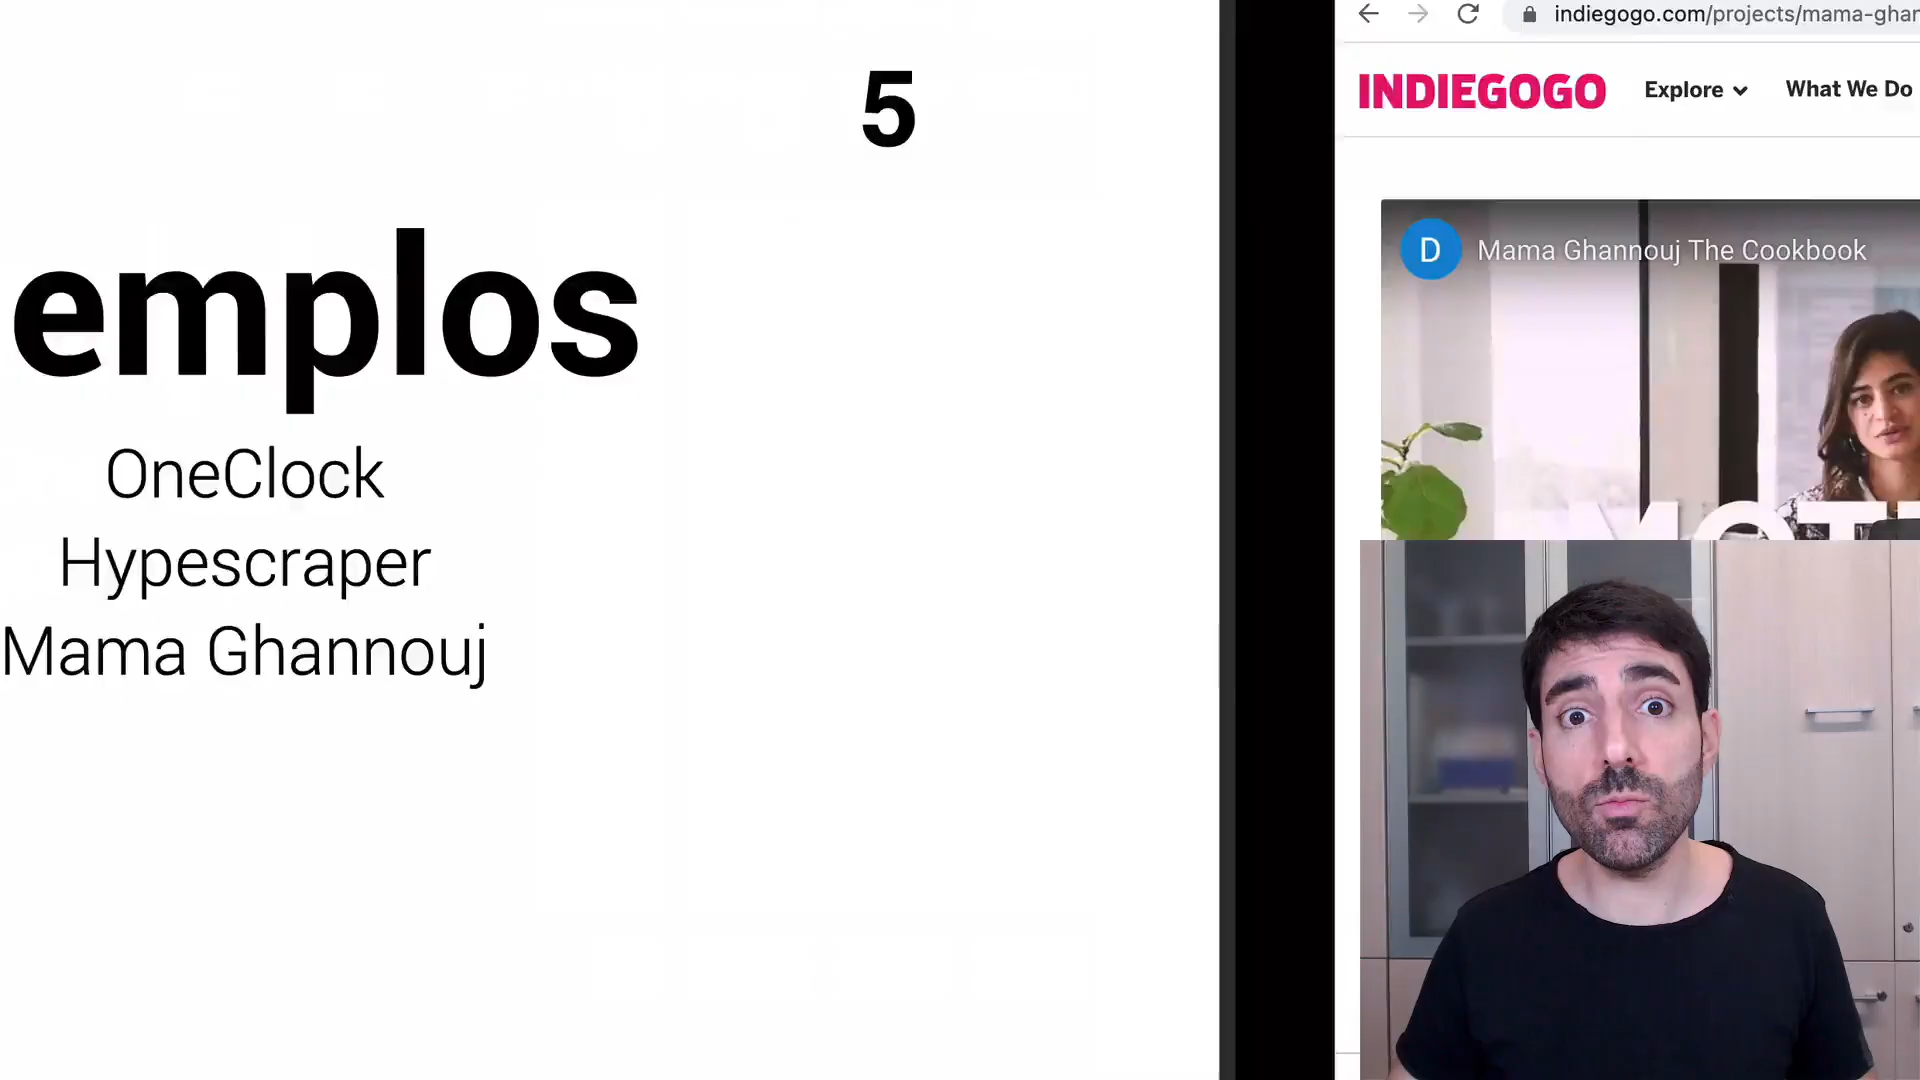 5
emplos
OneClock
Hypescraper
Mama Ghannouj
indiegogo.com/projects/mama-ghan
INDIEGOGO
Explore
What We Do
D
Mama Ghannouj The Cookbook